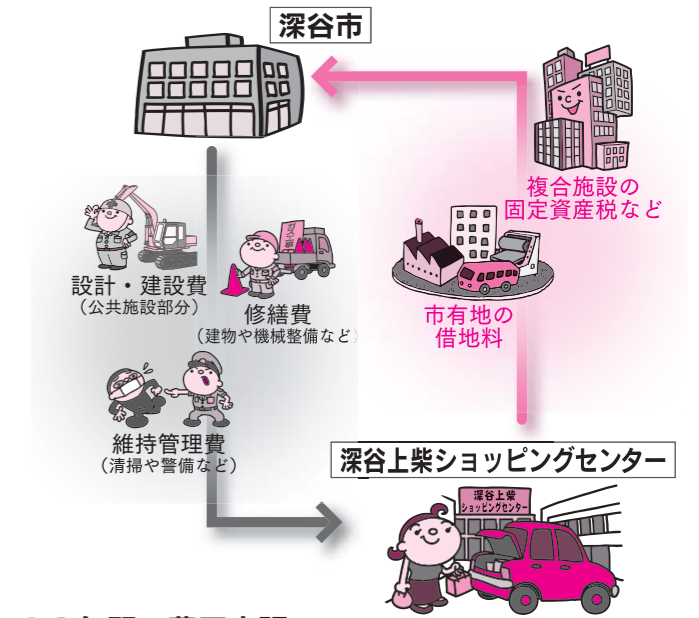 深谷市
複合施設の
固定資産税など
設計・建設費
（公共施設部分）
ガス工事
修繕費
（建物や機械整備など）
市有地の
借地料
維持管理費
（清掃や警備など）
深谷上柴ショッピングセンター
深谷上柴
ショッピングセンター